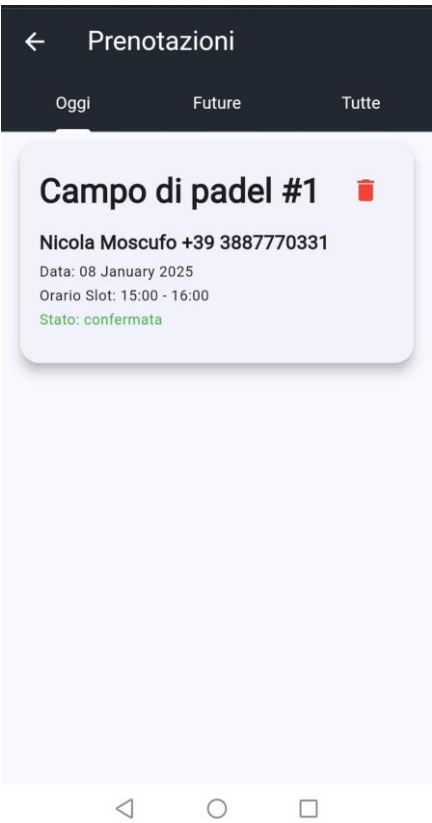 Prenotazioni
Oggi Future Tutte
Campo di padel #1
Nicola Moscufo +39 3887770331
Data: 08 January 2025
Orario Slot: 15:00 - 16:00
Stato: confermata